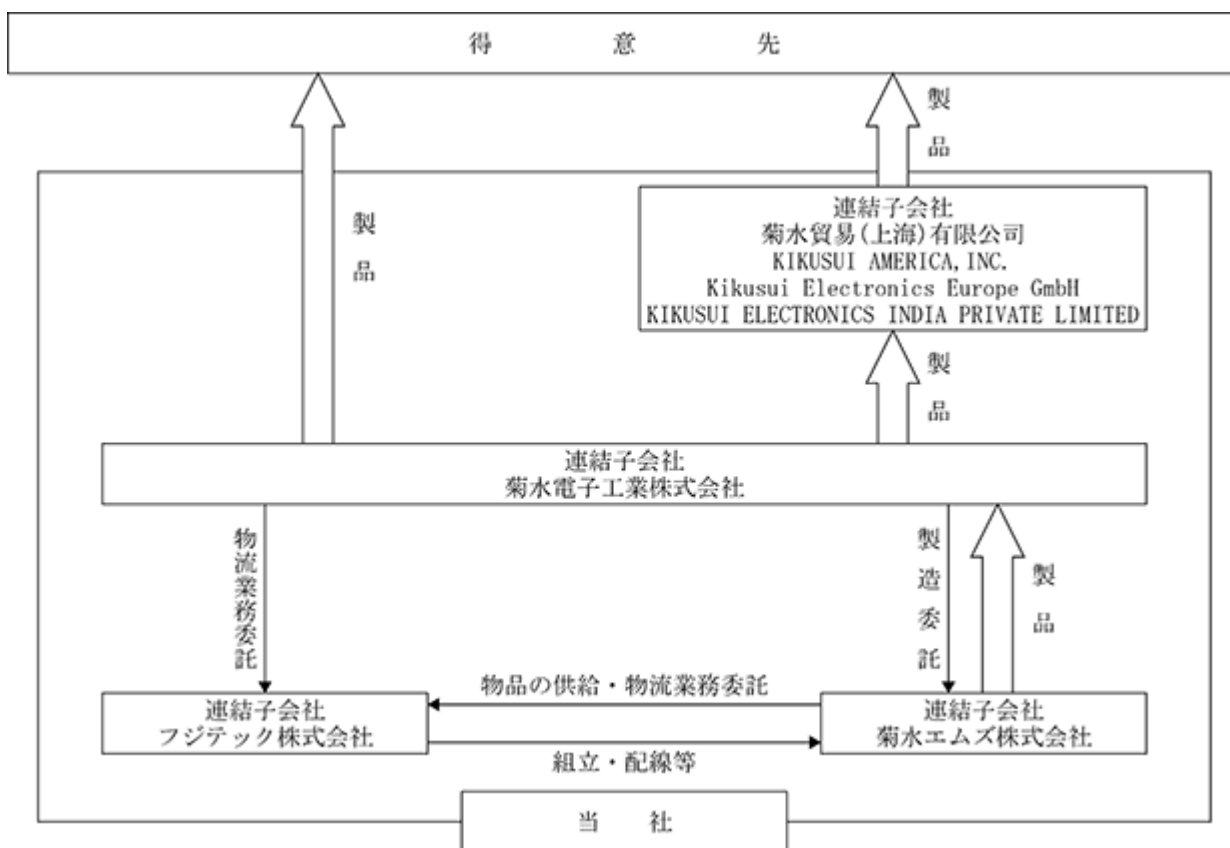 得意先
製品
製品
連結子会社
菊水貿易(上海)有限公司
KIKUSUI AMERICA,INC.
Kikusui Electronics Europe GmbH
KIKUSUI ELECTRONICS INDIA PRIVATE LIMITED
製品
連結子会社
菊水電子工業株式会社
物流業務委託
製造委託
製品
物品の供給・物流業務委託
連結子会社
フジテック株式会社
連結子会社
菊水エムズ株式会社
組立・配線等
当社